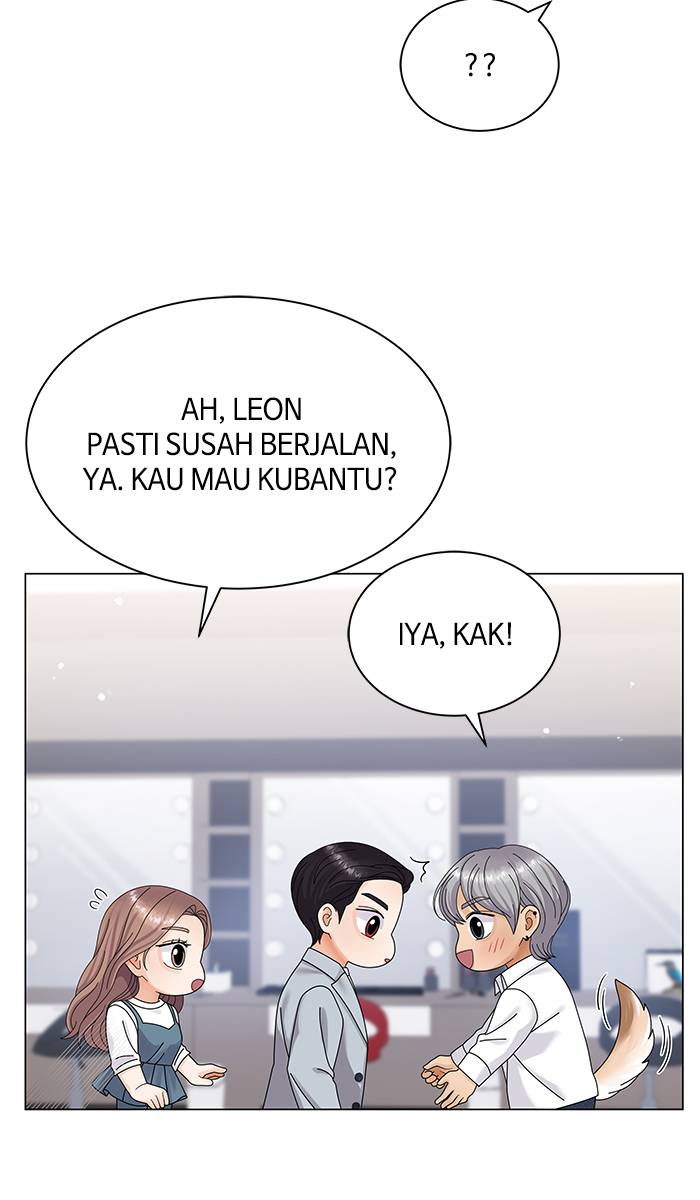 ??
AH, LEON
PASTI SUSAH BERJALAN,
YA. KAU MAU KUBANTU?
IYA, KAK!